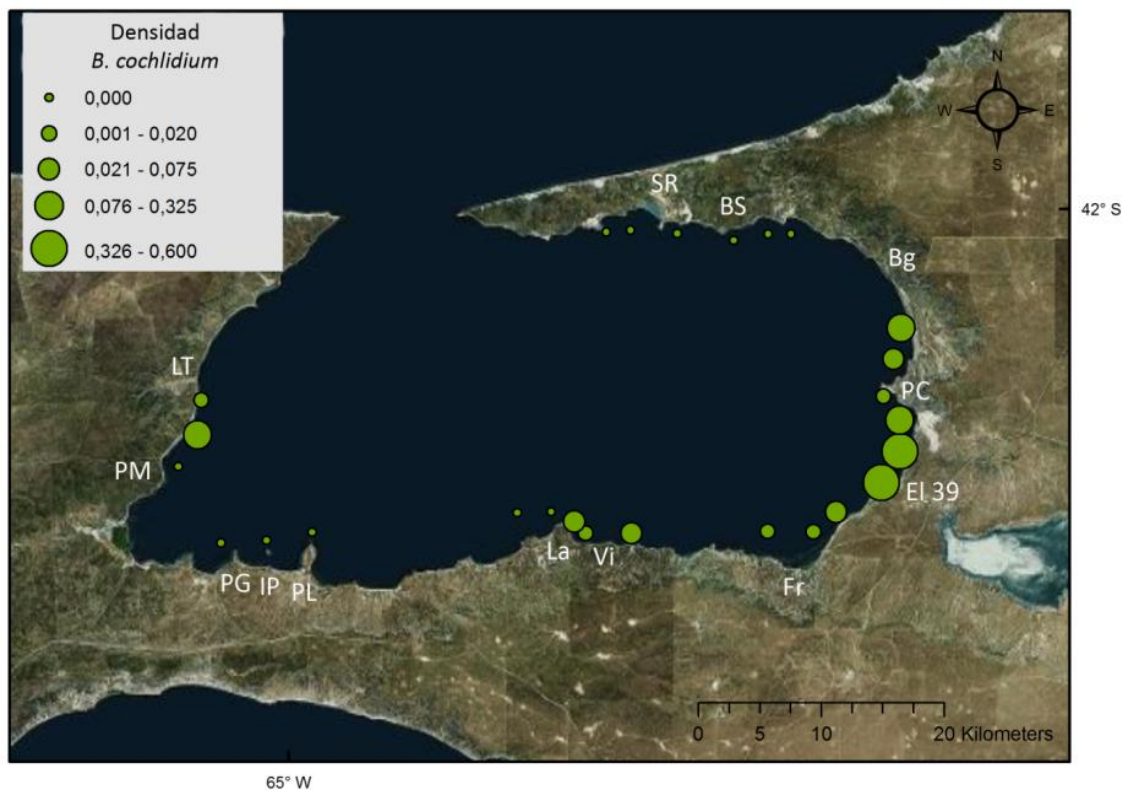 Densidad
B. cochlidium
0,000
0,001 - 0,020
0,021 - 0,075
0,076 - 0,325
0,326 - 0,600
N
W E
S
42° S
SR
BS
Bg
LT
PC
PM
El 39
La
Vi
Fr
PG IP PL
0 5 10 20 Kilometers
65° W